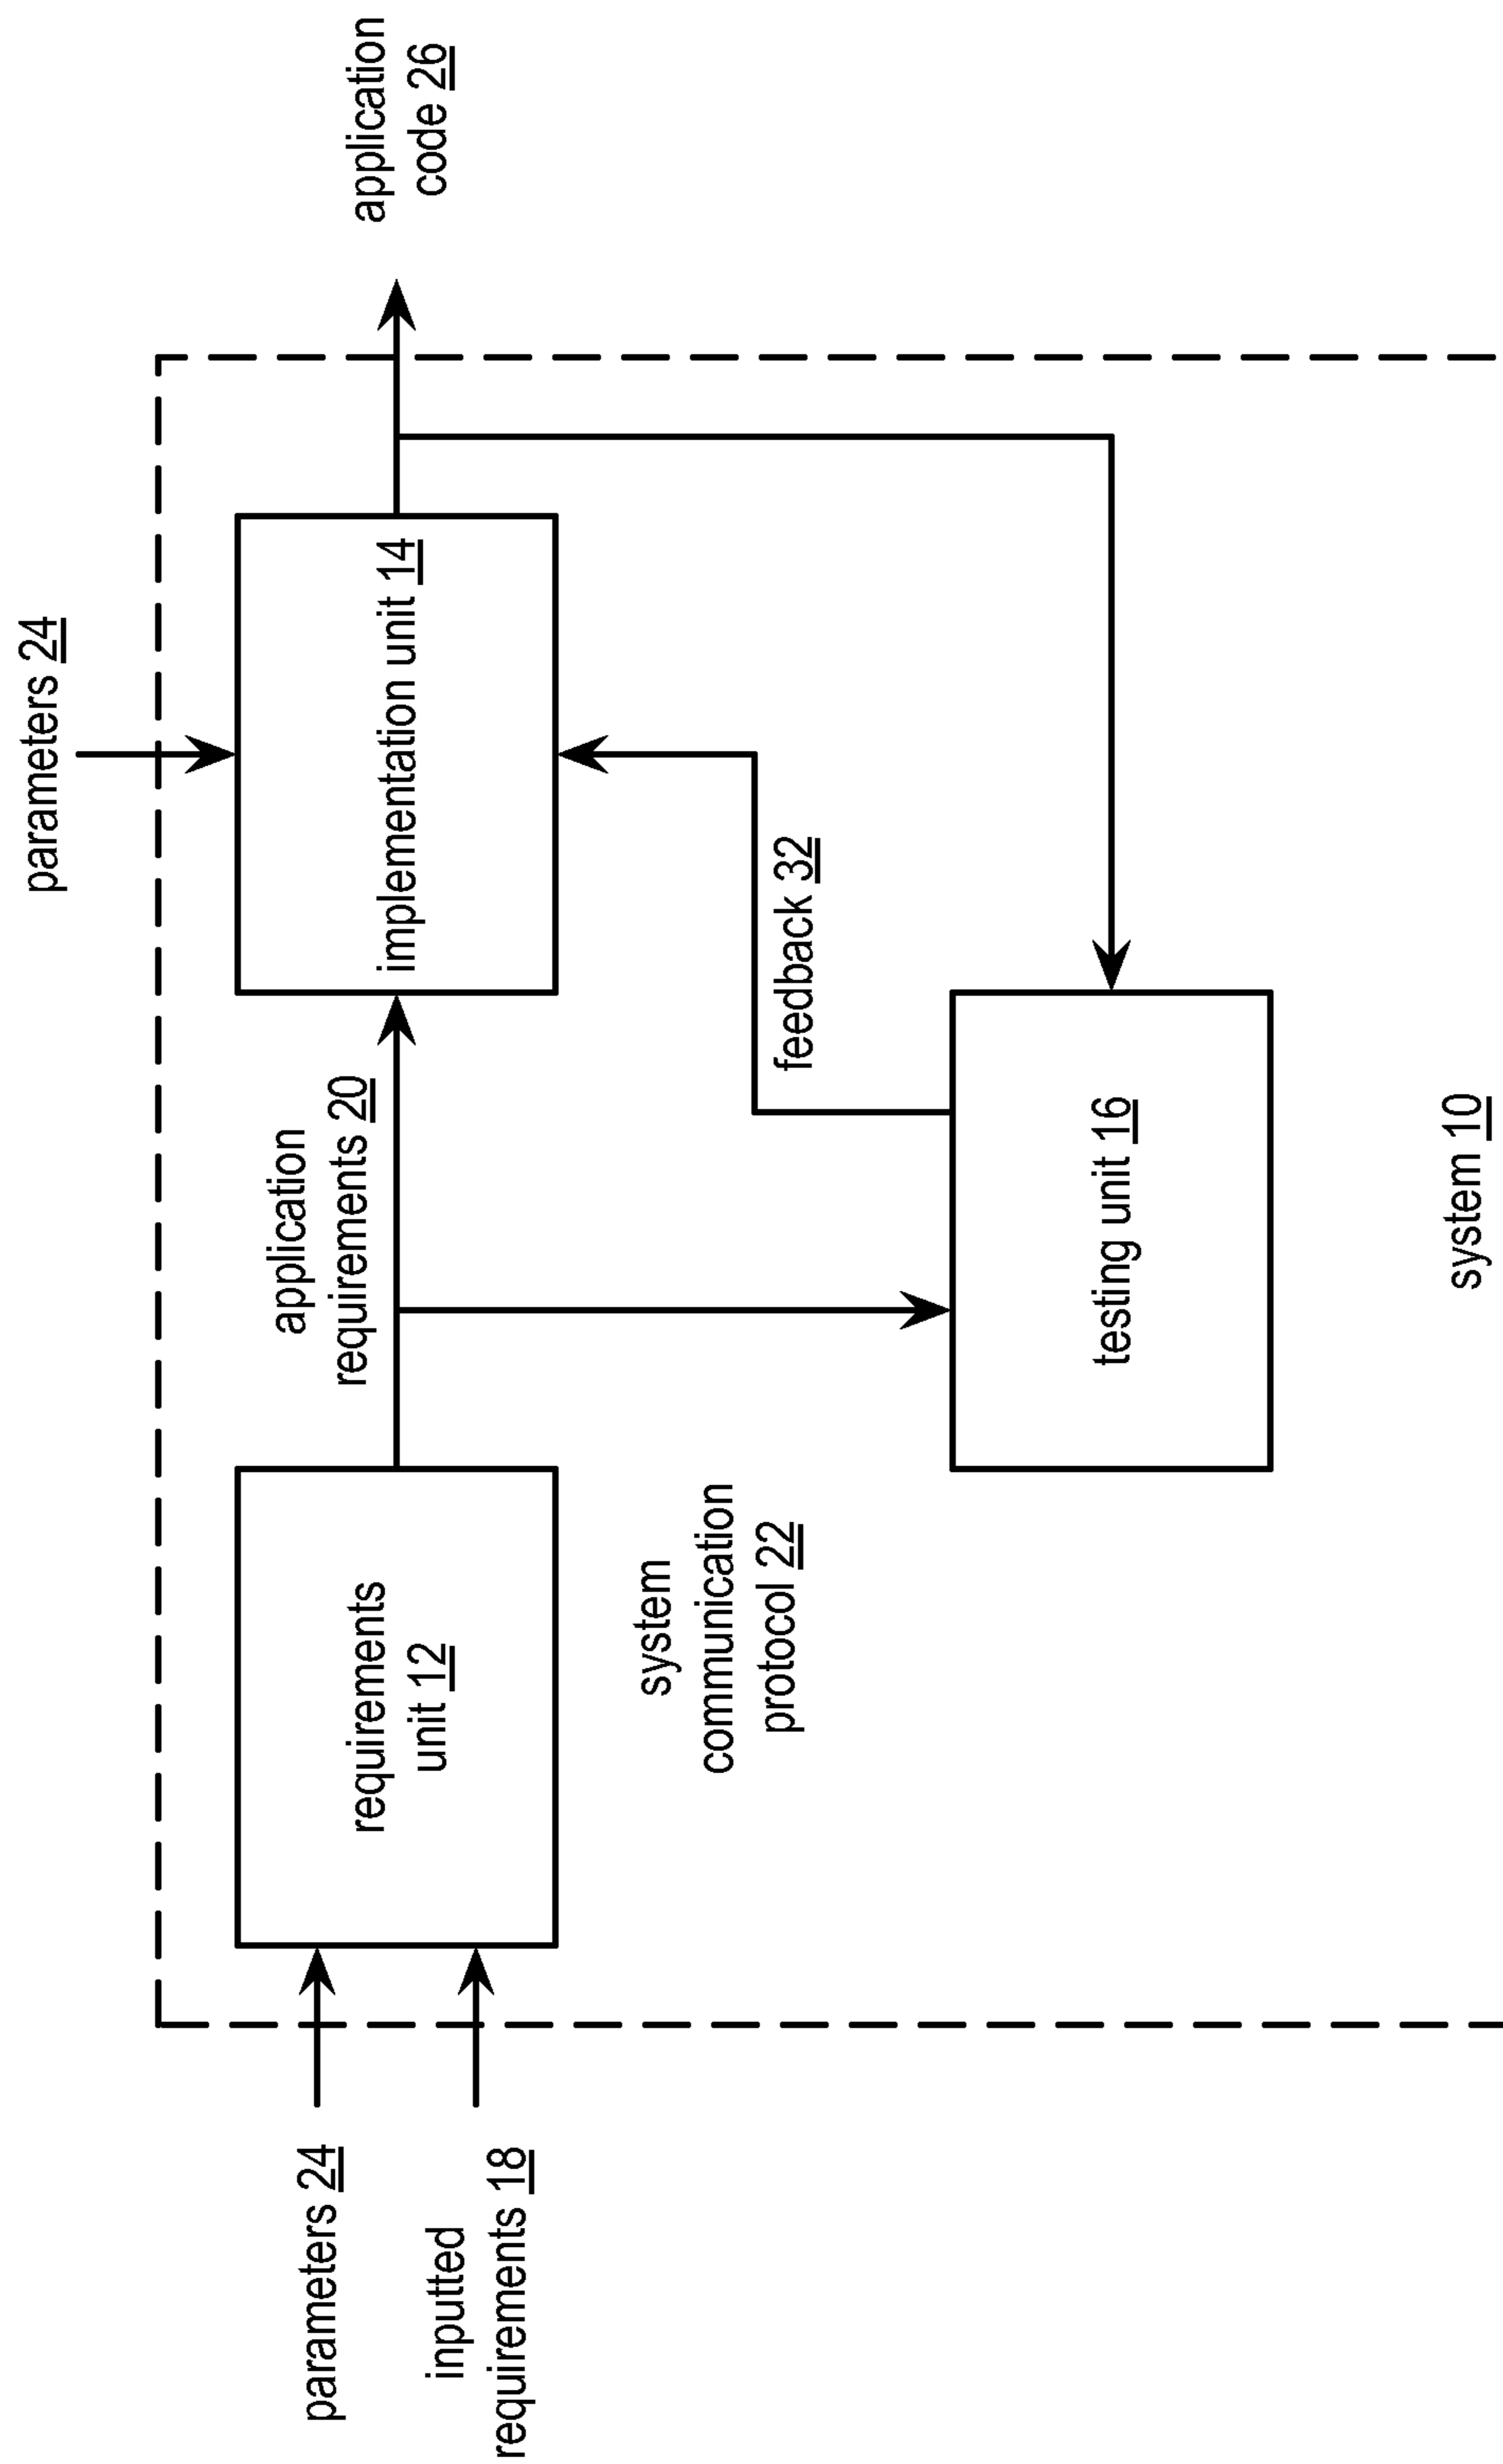 parameters 24
application
code 26
application
requirements 20
implementation unit 14
parameters 24
requirements
unit 12
inputted
requirements 18
feedback 32
system
communication
protocol 22
testing unit 16
system 10